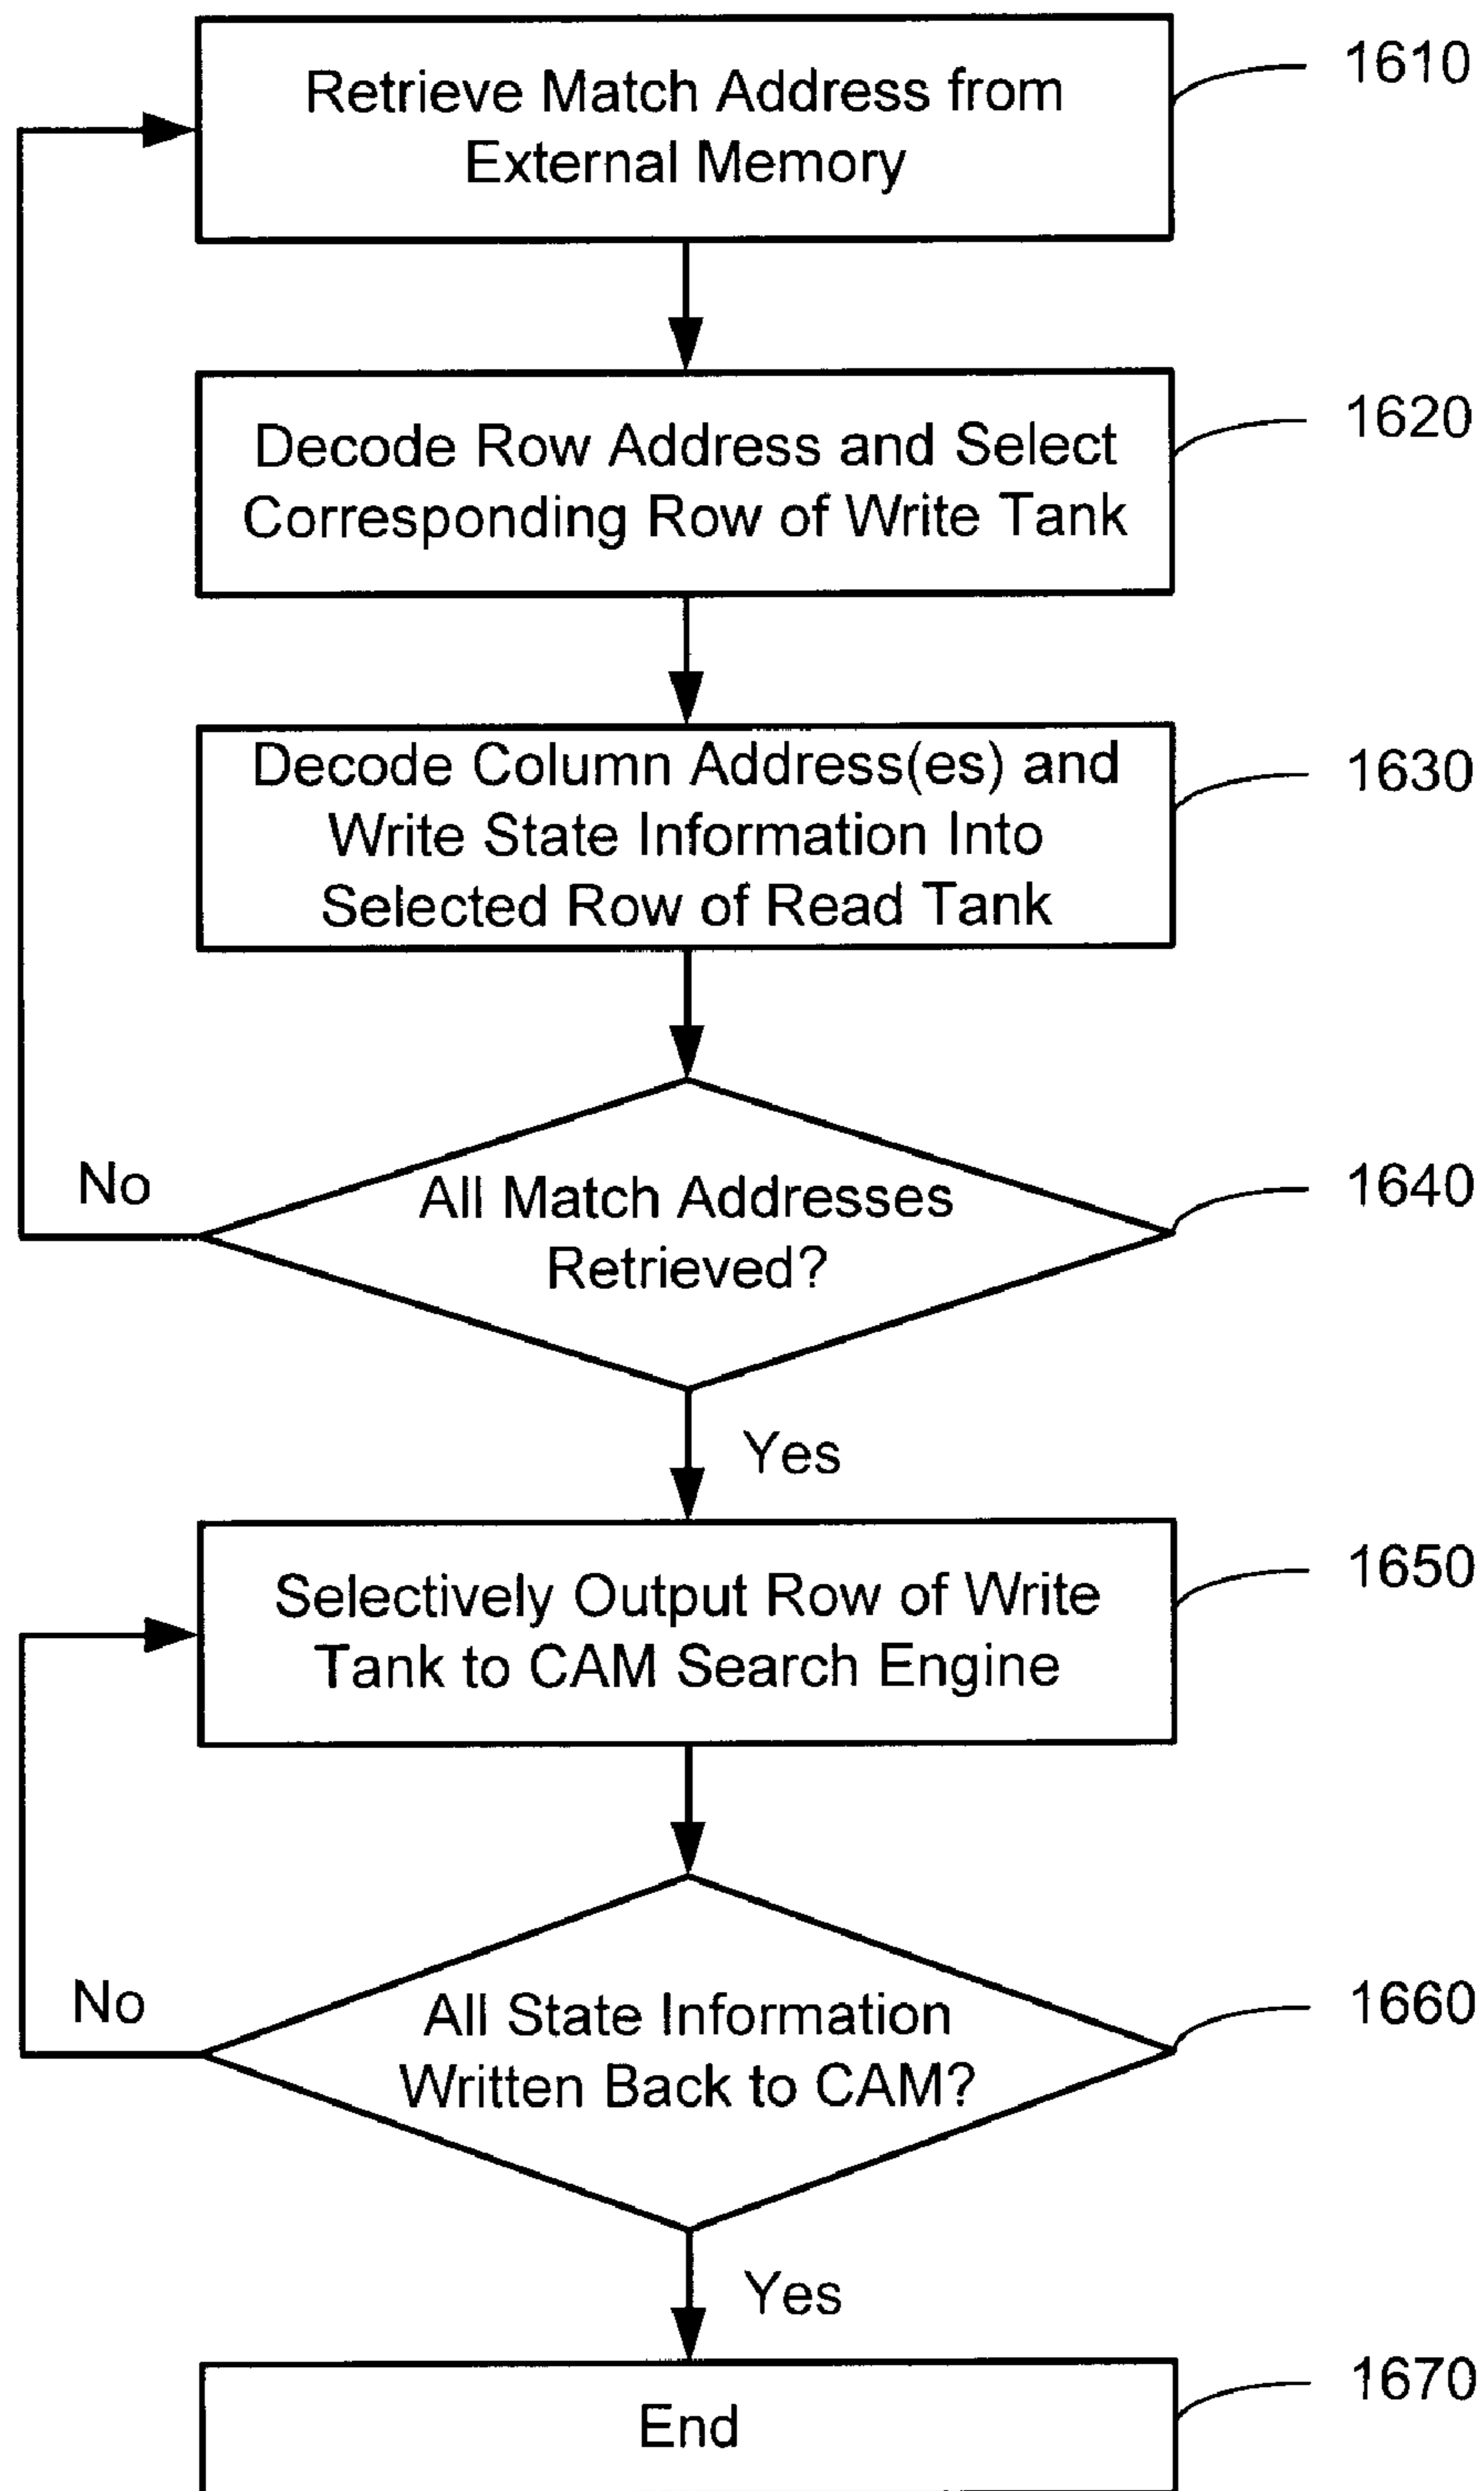 Retrieve Match Address from
External Memory
1610
Decode Row Address and Select
Corresponding Row of Write Tank
1620
Decode Column Address(es) and
Write State Information Into
Selected Row of Read Tank
1630
All Match Addresses
Retrieved?
1640
No
Yes
Selectively Output Row of Write
Tank to CAM Search Engine
1650
All State Information
Written Back to CAM?
1660
No
Yes
End
1670